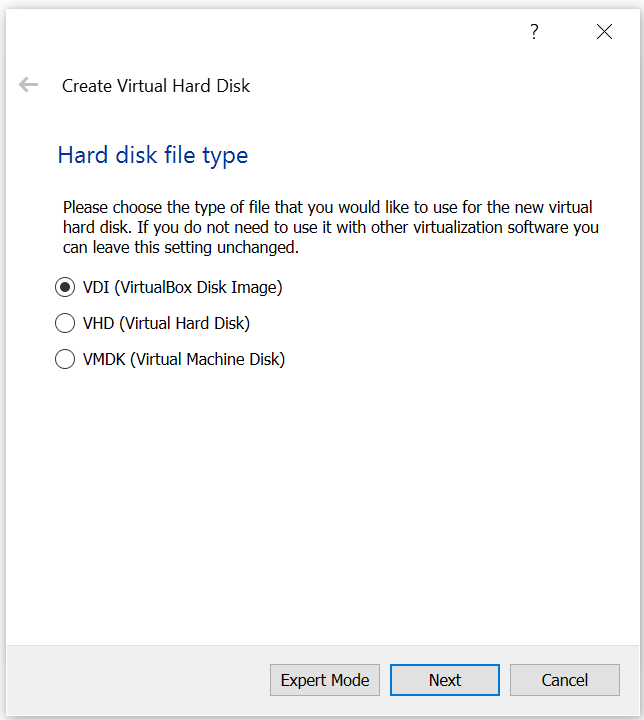 ?
Create Virtual Hard Disk
Hard disk file type
Please choose the type of file that you would like to use for the new virtual
hard disk. If you do not need to use it with other virtualization software you
can leave this setting unchanged.
VDI (VirtualBox Disk Image)
VHD (Virtual Hard Disk)
VMDK (Virtual Machine Disk)
Expert Mode Next Cancel